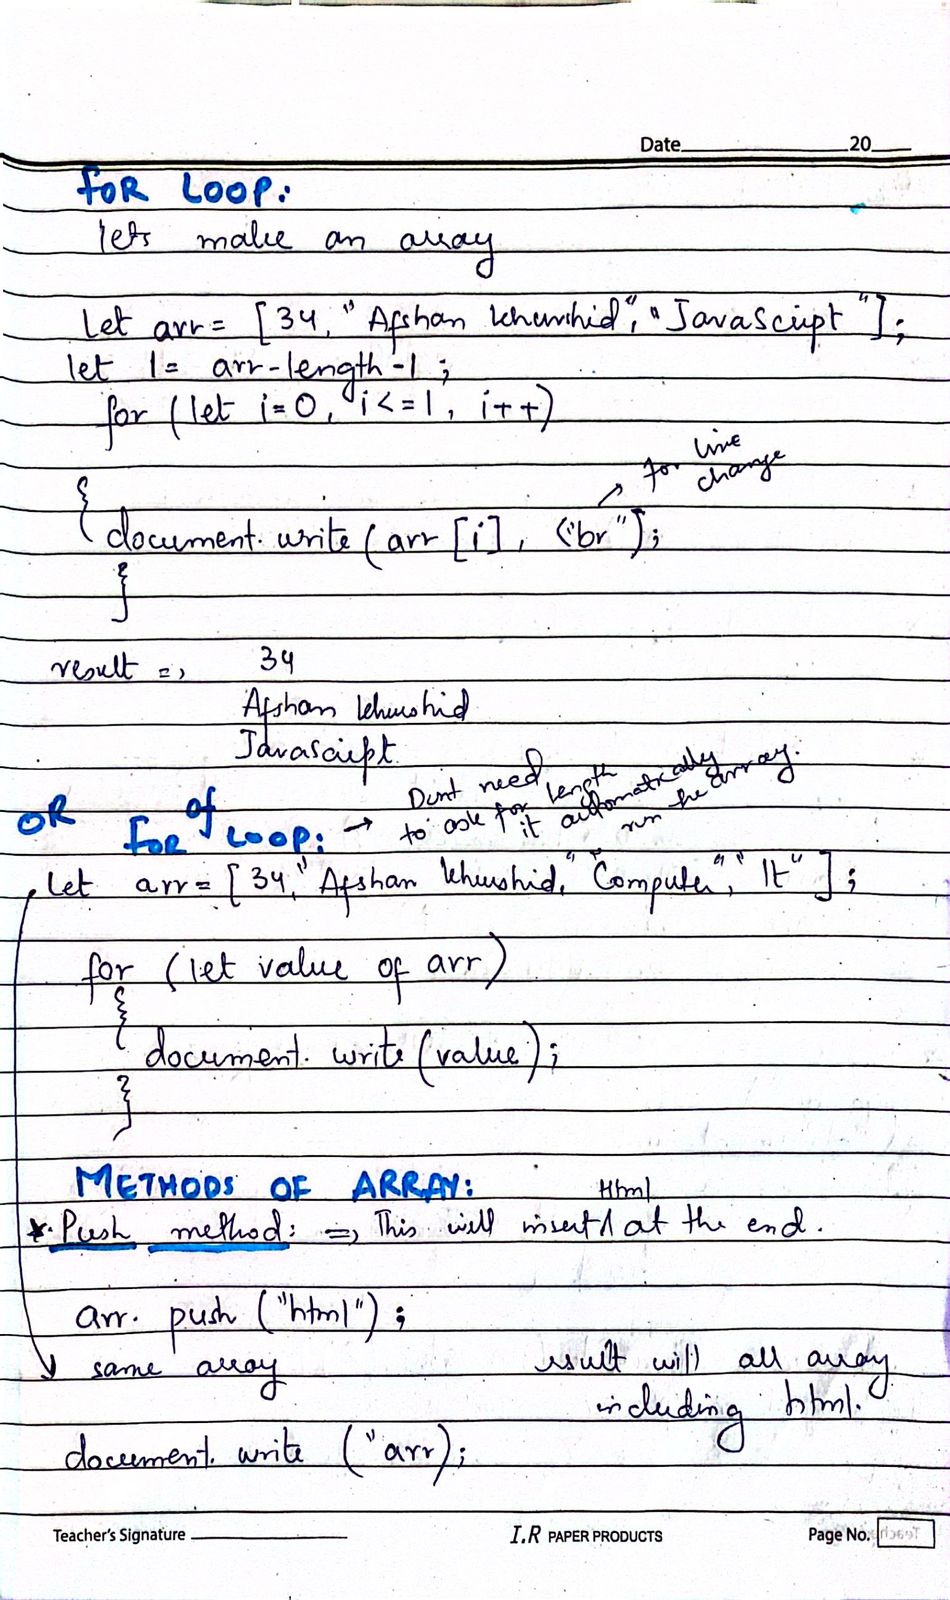 Date 20
FOR LOOP:
lets make an array
Let arr = [34, "Afshan Khurshid", "JavaScript"];
let l = arr-length-1;
for (let i=0, i<=l, i++)
for line
change
{
document.write(arr[i], <"br");
}
result => 34
Afshan Khurshid
Javascript
Dont need
to ask for length
it automatically
run the array.
OR FOR of LOOP: →
Let arr = [34, "Afshan Khurshid, "Computer", "It"];
for (let value of arr)
{
document.write(value);
}
METHODS OF ARRAY:
Html
*. Push method: => This will insert ^ at the end.
arr.push("html");
same array result will all array
including html.
document.write ("arr);
Teacher's Signature I.R PAPER PRODUCTS Page No.